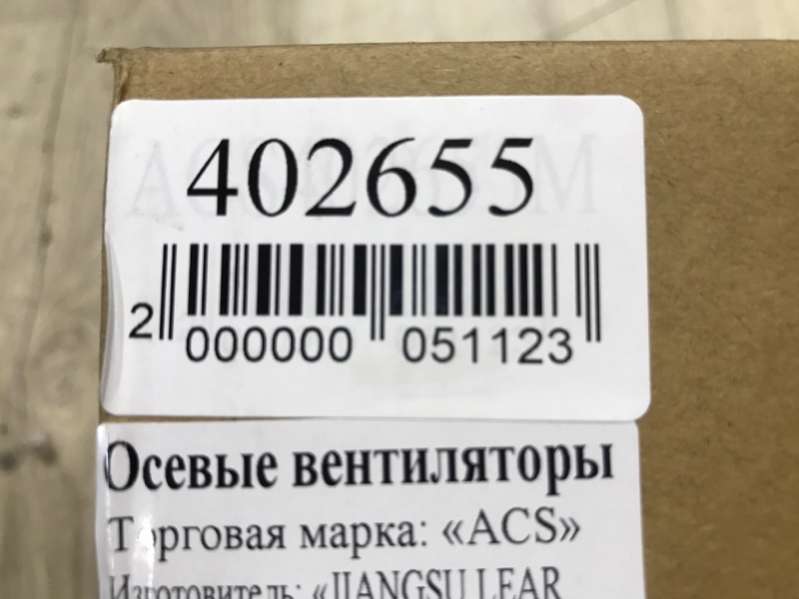 402655
2 000000 051123
Осевые вентиляторы
Торговая марка: «ACS»
Изготовитель: «JIANGSU LEAR